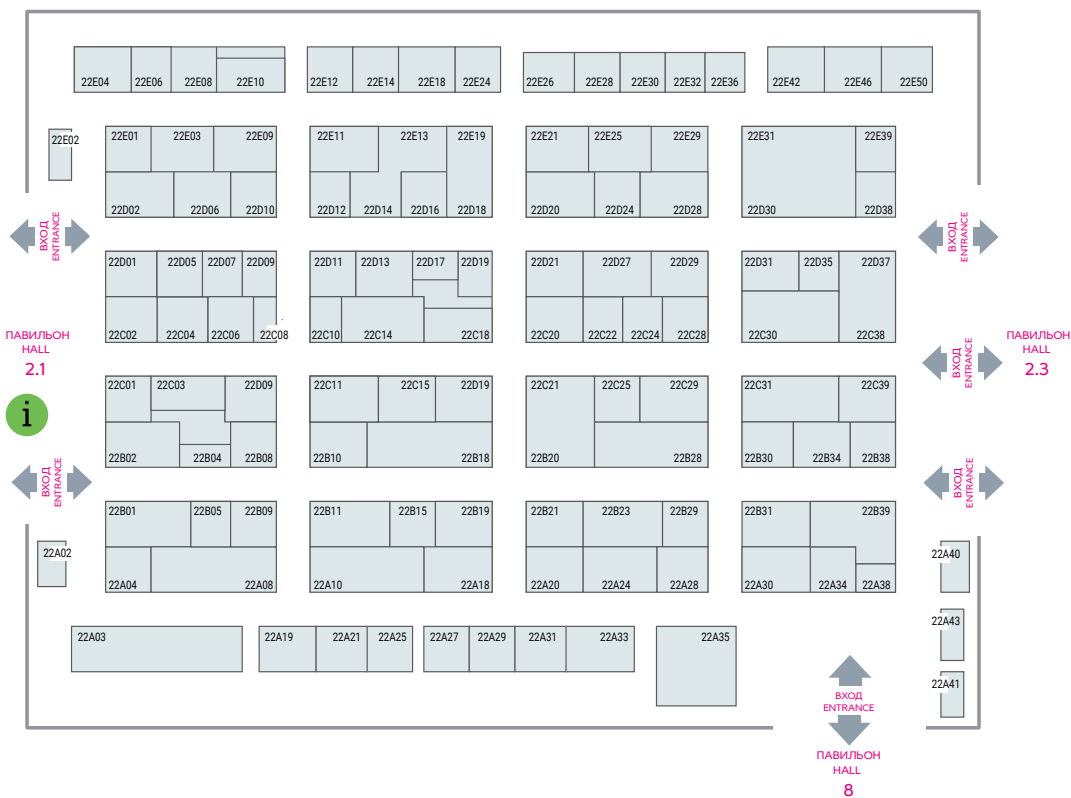 22E04 22E06 22E08 22E10 22E12 22E14 22E18 22E24 22E26 22E28 22E30 22E32 22E36 22E42 22E46 22E50
22E02
22E01 22E03 22E09 22E11 22E13 22E19 22E21 22E25 22E29 22E31 22E39
22D02 22D06 22D10 22D12 22D14 22D16 22D18 22D20 22D24 22D28 22D30 22D38
ВХОД
ENTRANCE
ВХОД
ENTRANCE
22D01 22D05 22D07 22D09 22D11 22D13 22D17 22D19 22D21 22D27 22D29 22D31 22D35 22D37
22C02 22C04 22C06 22C08 22C10 22C14 22C18 22C20 22C22 22C24 22C28 22C30 22C38
ПАВИЛЬОН
HALL
2.1
i
ВХОД
ENTRANCE
ПАВИЛЬОН
HALL
2.3
22C01 22C03 22D09 22C11 22C15 22D19 22C21 22C25 22C29 22C31 22C39
22B02 22B04 22B08 22B10 22B18 22B20 22B28 22B30 22B34 22B38
ВХОД
ENTRANCE
ВХОД
ENTRANCE
22B01 22B05 22B09 22B11 22B15 22B19 22B21 22B23 22B29 22B31 22B39
22A02 22A40
22A04 22A08 22A10 22A18 22A20 22A24 22A28 22A30 22A34 22A38
22A43
22A03 22A19 22A21 22A25 22A27 22A29 22A31 22A33 22A35
22A41
ВХОД
ENTRANCE
ПАВИЛЬОН
HALL
8